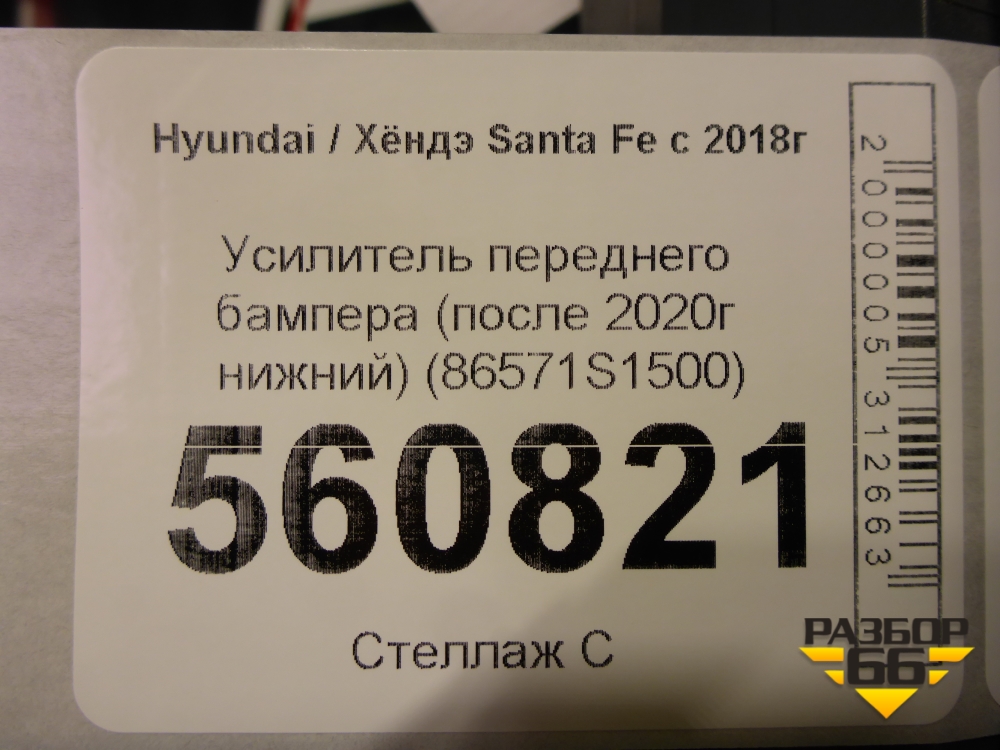 Hyundai / Хёндэ Santa Fe с 2018г
Усилитель переднего
бампера (после 2020г
нижний) (86571S1500)
560821
Стеллаж С
2000005312663
РАЗБОР
66